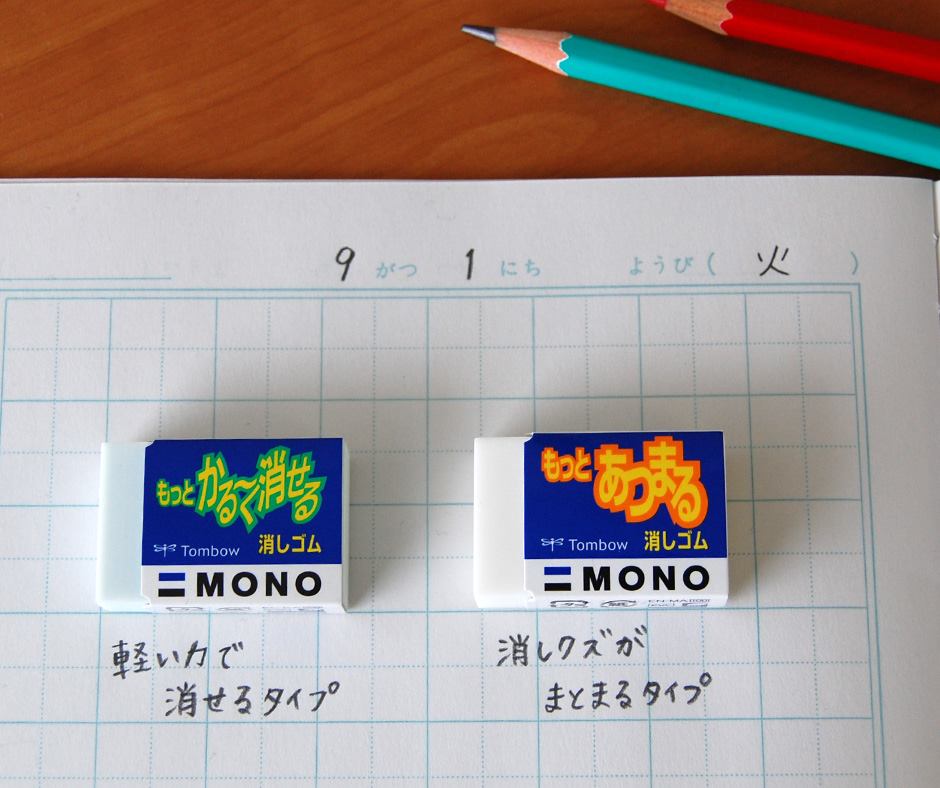 9 がつ 1 にち ようび( 火 )
もっと かる〜く消せる
Tombow 消しゴム
MONO
もっと あつまる
Tombow 消しゴム
MONO
軽い力で
消せるタイプ
消しクズが
まとまるタイプ